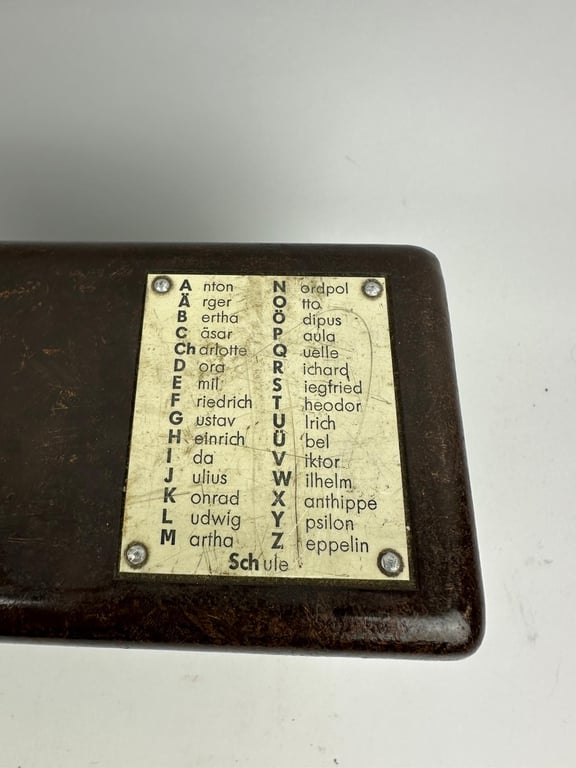 Anton
Ärger
Bertha
Cäsar
Charlotte
Dora
Emil
Friedrich
Gustav
Heinrich
Ida
Julius
Konrad
Ludwig
Martha
Nordpol
Otto
Ödipus
Paula
Quelle
Richard
Siegfried
Theodor
Ulrich
Übel
Viktor
Wilhelm
Xanthippe
Ypsilon
Zeppelin
Schule